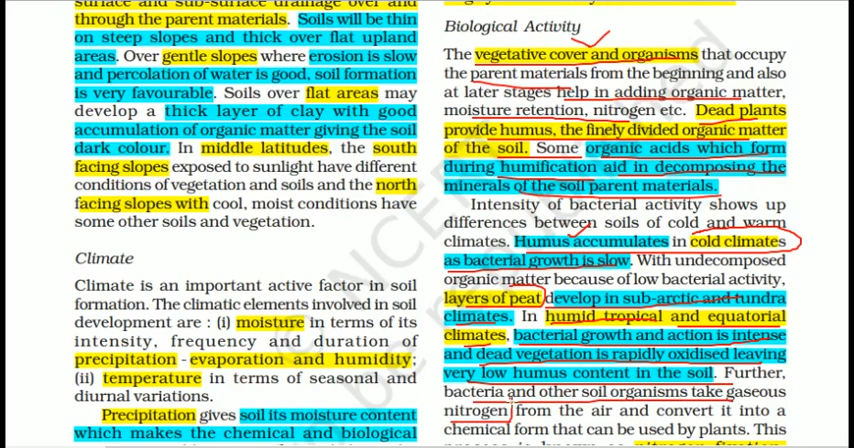 surface and sub-surface drainage over and
through the parent materials. Soils will be thin
on steep slopes and thick over flat upland
areas. Over gentle slopes where erosion is slow
and percolation of water is good, soil formation
is very favourable. Soils over flat areas may
develop a thick layer of clay with good
accumulation of organic matter giving the soil
dark colour. In middle latitudes, the south
facing slopes exposed to sunlight have different
conditions of vegetation and soils and the north
facing slopes with cool, moist conditions have
some other soils and vegetation.
Climate
Climate is an important active factor in soil
formation. The climatic elements involved in soil
development are : (i) moisture in terms of its
intensity, frequency and duration of
precipitation - evaporation and humidity;
(ii) temperature in terms of seasonal and
diurnal variations.
Precipitation gives soil its moisture content
which makes the chemical and biological
Biological Activity
The vegetative cover and organisms that occupy
the parent materials from the beginning and also
at later stages help in adding organic matter,
moisture retention, nitrogen etc. Dead plants
provide humus, the finely divided organic matter
of the soil. Some organic acids which form
during humification aid in decomposing the
minerals of the soil parent materials.
Intensity of bacterial activity shows up
differences between soils of cold and warm
climates. Humus accumulates in cold climates
as bacterial growth is slow. With undecomposed
organic matter because of low bacterial activity,
layers of peat develop in sub-arctic and tundra
climates. In humid tropical and equatorial
climates, bacterial growth and action is intense
and dead vegetation is rapidly oxidised leaving
very low humus content in the soil. Further,
bacteria and other soil organisms take gaseous
nitrogen from the air and convert it into a
chemical form that can be used by plants. This